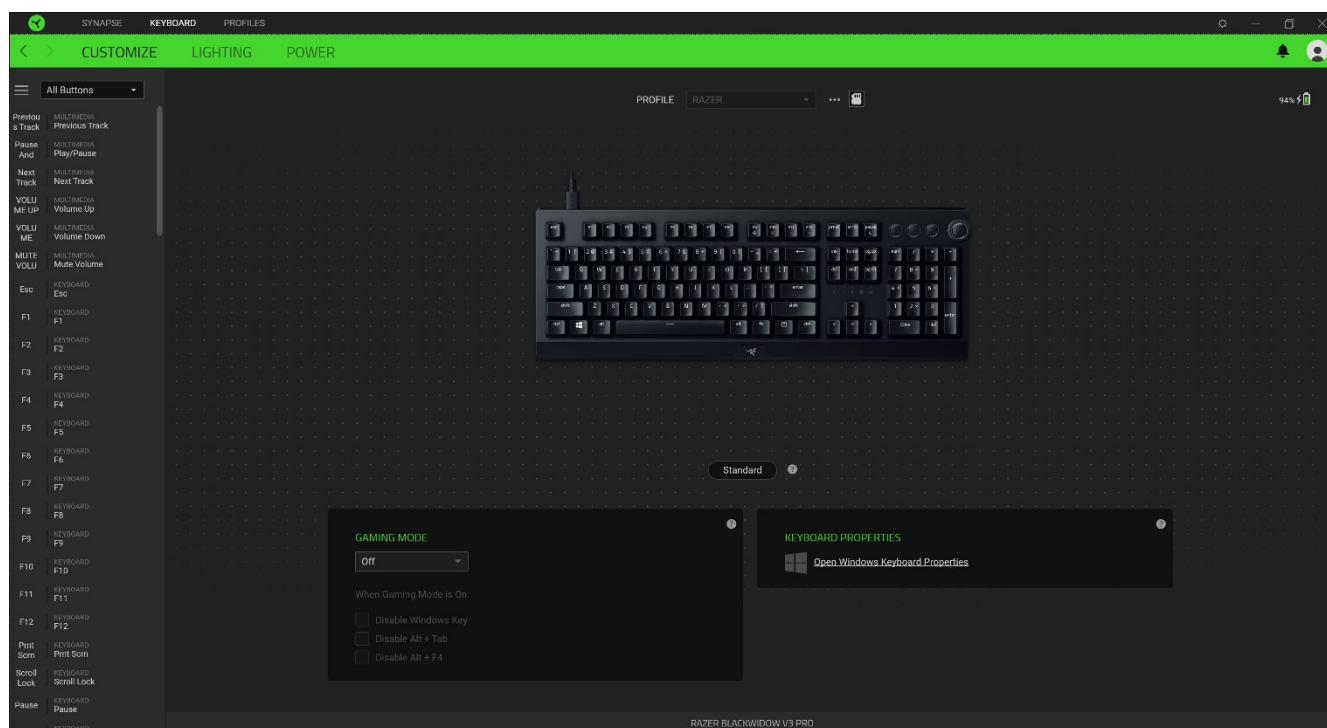 SYNAPSE KEYBOARD PROFILES
CUSTOMIZE LIGHTING POWER
All Buttons
PROFILE RAZER
94%
Previou
s Track
MULTIMEDIA
Previous Track
Pause
And
MULTIMEDIA
Play/Pause
Next
Track
MULTIMEDIA
Next Track
VOLU
ME UP
MULTIMEDIA
Volume Up
VOLU
ME
MULTIMEDIA
Volume Down
MUTE
VOLU
MULTIMEDIA
Mute Volume
Esc
KEYBOARD
Esc
F1
KEYBOARD
F1
F2
KEYBOARD
F2
F3
KEYBOARD
F3
F4
KEYBOARD
F4
F5
KEYBOARD
F5
F6
KEYBOARD
F6
F7
KEYBOARD
F7
F8
KEYBOARD
F8
F9
KEYBOARD
F9
F10
KEYBOARD
F10
F11
KEYBOARD
F11
F12
KEYBOARD
F12
Prnt
Scrn
KEYBOARD
Prnt Scrn
Scroll
Lock
KEYBOARD
Scroll Lock
Pause
KEYBOARD
Pause
KEYBOARD
Standard
GAMING MODE
Off
When Gaming Mode is On:
Disable Windows Key
Disable Alt + Tab
Disable Alt + F4
KEYBOARD PROPERTIES
Open Windows Keyboard Properties
RAZER BLACKWIDOW V3 PRO